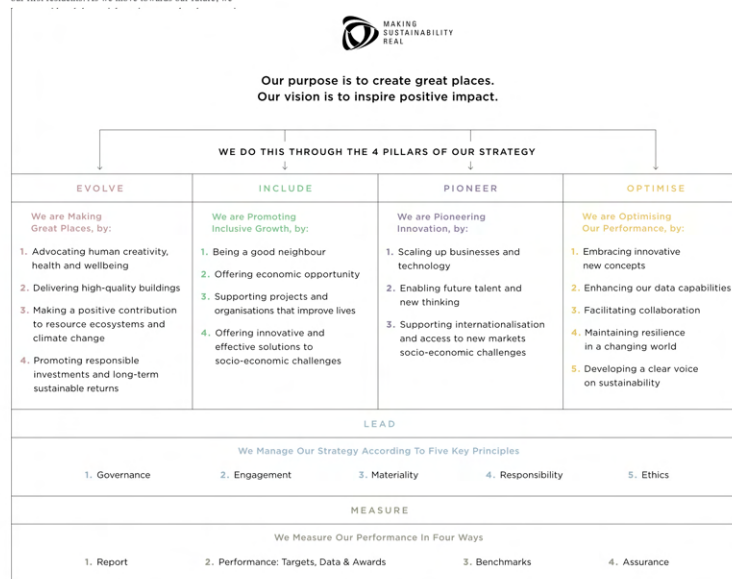 MAKING
SUSTAINABILITY
REAL
Our purpose is to create great places.
Our vision is to inspire positive impact.
WE DO THIS THROUGH THE 4 PILLARS OF OUR STRATEGY
EVOLVE
We are Making
Great Places, by:
1. Advocating human creativity,
health and wellbeing
2. Delivering high-quality buildings
3. Making a positive contribution
to resource ecosystems and
climate change
4. Promoting responsible
investments and long-term
sustainable returns
INCLUDE
We are Promoting
Inclusive Growth, by:
1. Being a good neighbour
2. Offering economic opportunity
3. Supporting projects and
organisations that improve lives
4. Offering innovative and
effective solutions to
socio-economic challenges
PIONEER
We are Pioneering
Innovation, by:
1. Scaling up businesses and
technology
2. Enabling future talent and
new thinking
3. Supporting internationalisation
and access to new markets
socio-economic challenges
OPTIMISE
We are Optimising
Our Performance, by:
1. Embracing innovative
new concepts
2. Enhancing our data capabilities
3. Facilitating collaboration
4. Maintaining resilience
in a changing world
5. Developing a clear voice
on sustainability
LEAD
We Manage Our Strategy According To Five Key Principles
1. Governance 2. Engagement 3. Materiality 4. Responsibility 5. Ethics
MEASURE
We Measure Our Performance In Four Ways
1. Report 2. Performance: Targets, Data & Awards 3. Benchmarks 4. Assurance